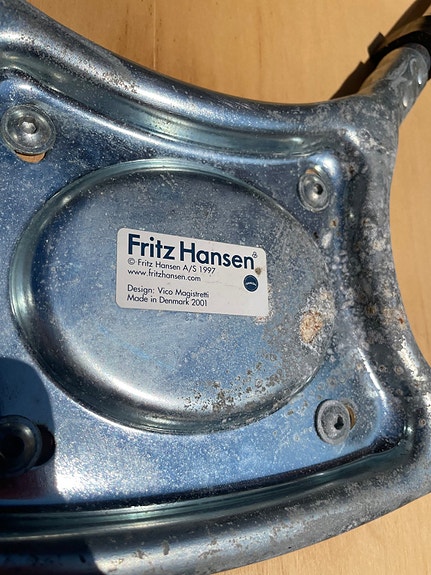 Fritz Hansen
© Fritz Hansen A/S 1997
www.fritzhansen.com
Design: Vico Magistretti
Made in Denmark 2001